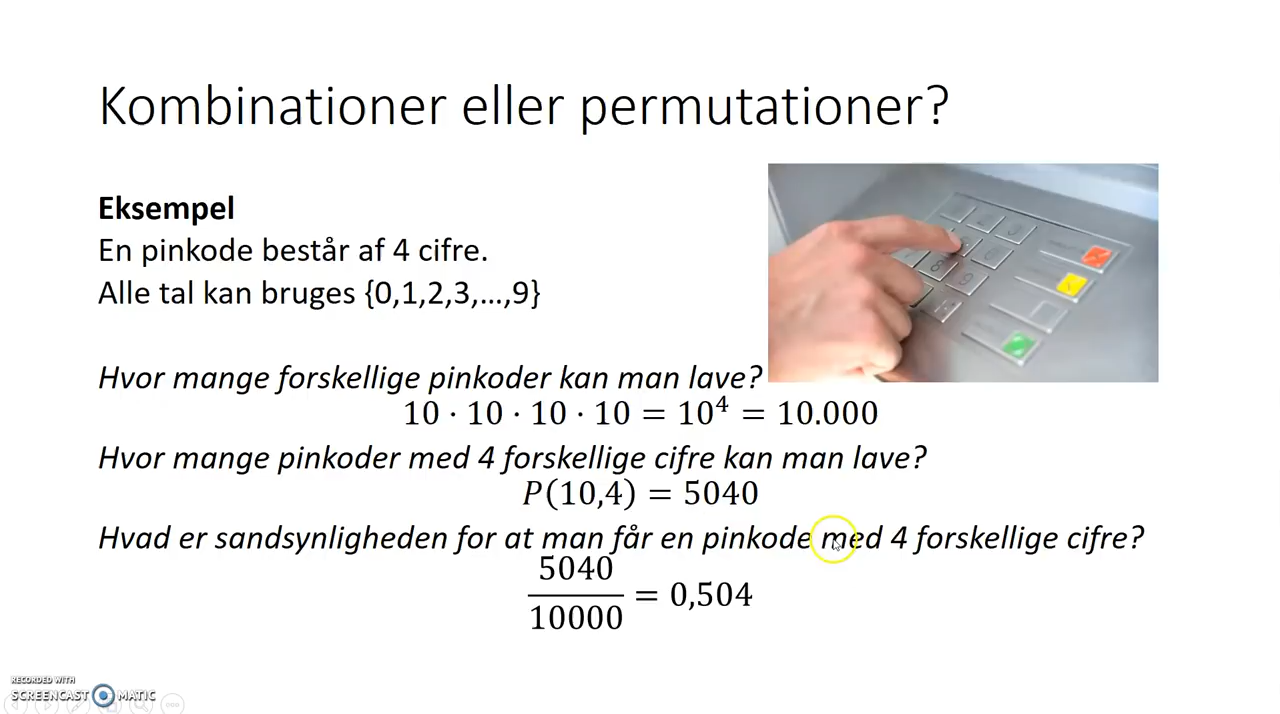 Kombinationer eller permutationer?
Eksempel
En pinkode består af 4 cifre.
Alle tal kan bruges {0,1,2,3,…,9}
Hvor mange forskellige pinkoder kan man lave?
10 · 10 · 10 · 10 = 10⁴ = 10.000
Hvor mange pinkoder med 4 forskellige cifre kan man lave?
P(10,4) = 5040
Hvad er sandsynligheden for at man får en pinkode med 4 forskellige cifre?
5040
10000
= 0,504
RECORDED WITH
SCREENCAST MATIC